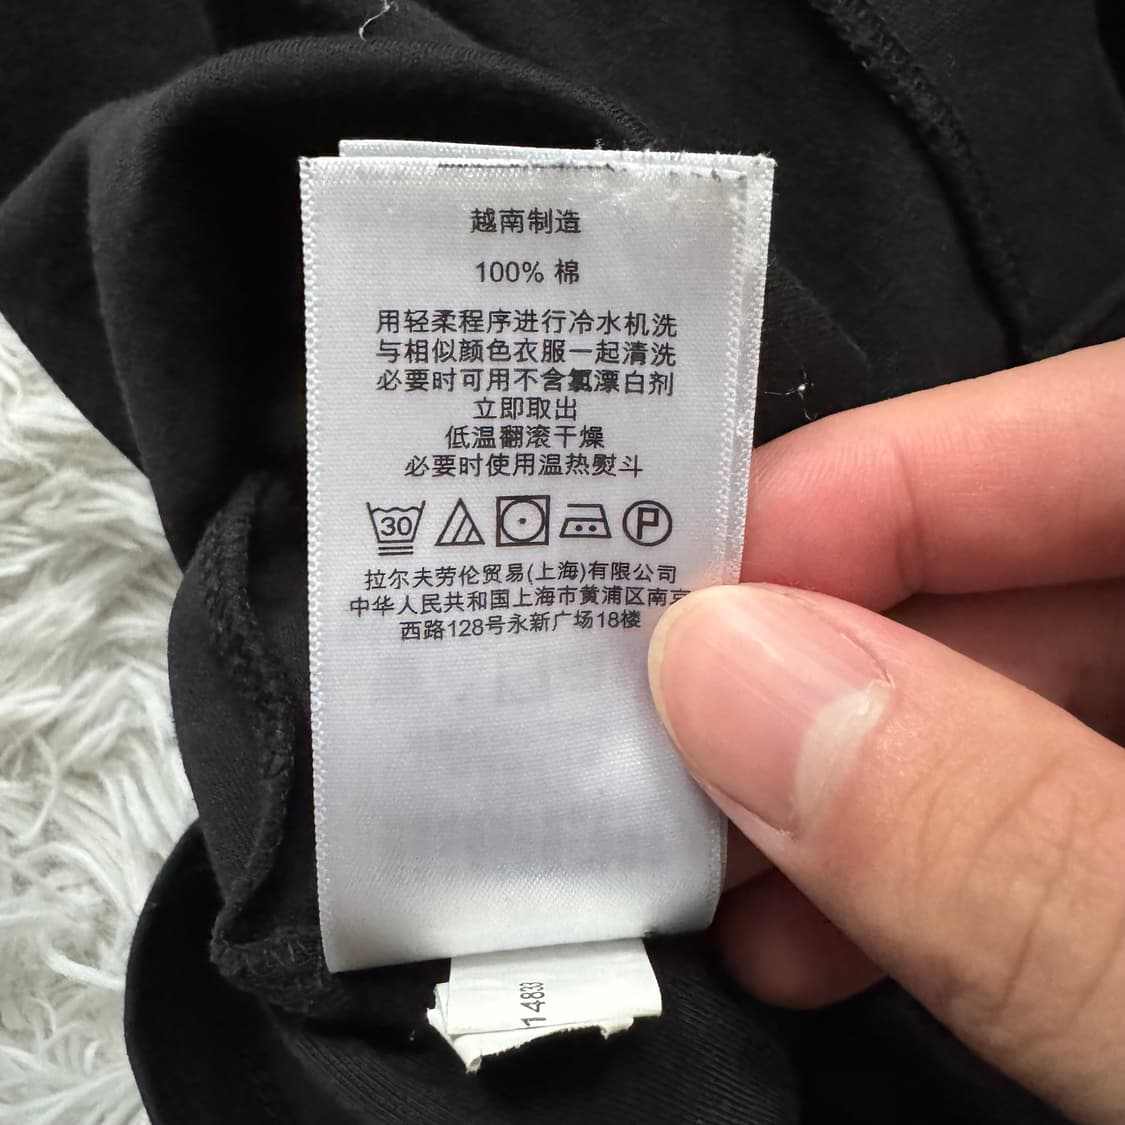 越南制造
100% 棉
用轻柔程序进行冷水机洗
与相似颜色衣服一起清洗
必要时可用不含氯漂白剂
立即取出
低温翻滚干燥
必要时使用温热熨斗
30 P
拉尔夫劳伦贸易(上海)有限公司
中华人民共和国上海市黄浦区南京
西路128号永新广场18楼
14833